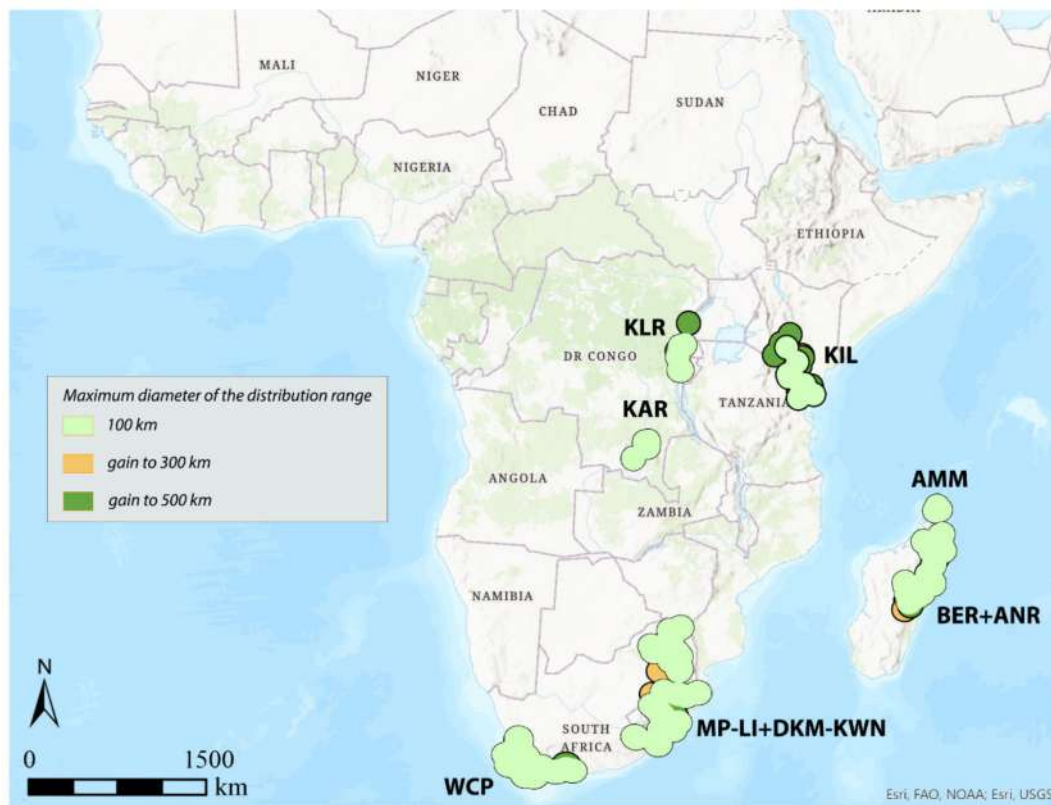 MALI
NIGER
CHAD
SUDAN
NIGERIA
ETHIOPIA
KLR
DR CONGO
KIL
TANZANIA
KAR
Maximum diameter of the distribution range
100 km
gain to 300 km
gain to 500 km
ANGOLA
ZAMBIA
AMM
NAMIBIA
BER+ANR
N
SOUTH
AFRICA
MP-LI+DKM-KWN
0 1500
km
WCP
Esri, FAO, NOAA; Esri, USGS